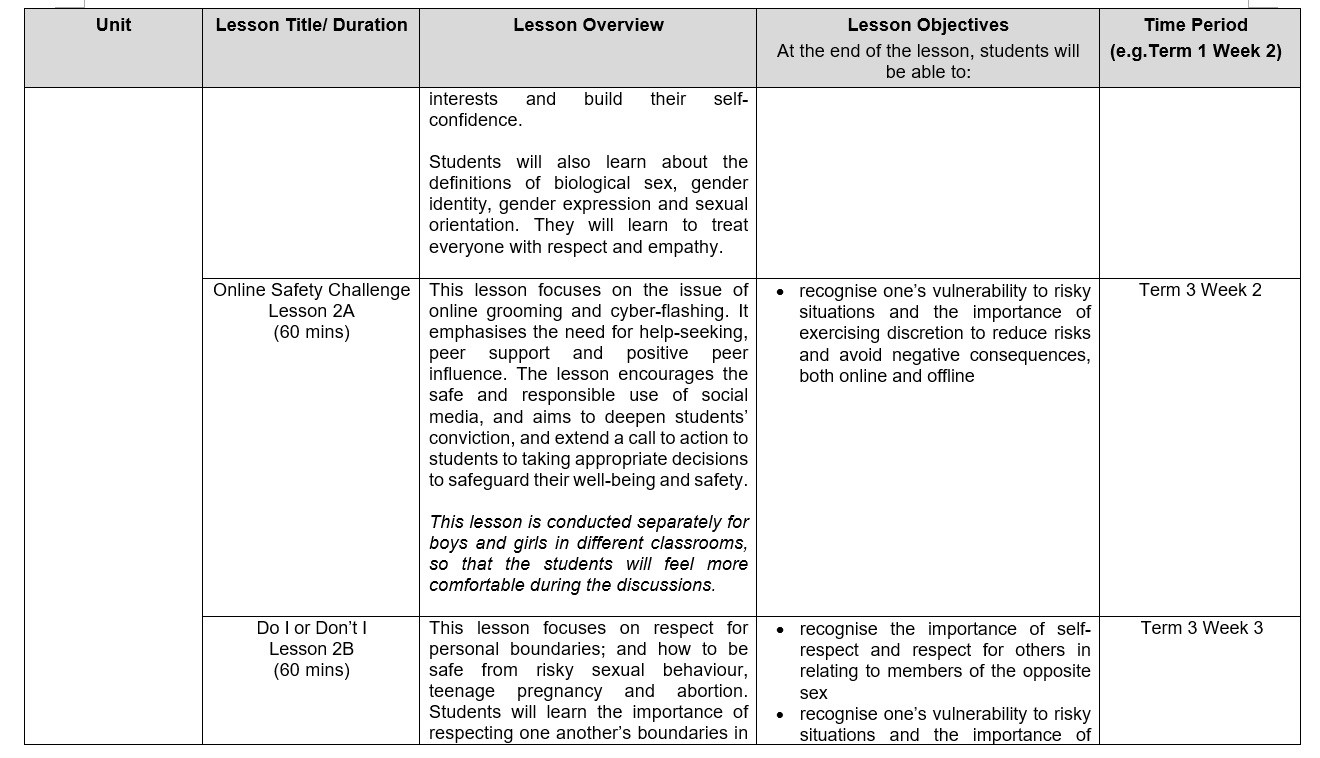 Unit
Lesson Title/ Duration
Lesson Overview
Lesson Objectives
At the end of the lesson, students will
be able to:
Time Period
(e.g.Term 1 Week 2)
interests and build their self-
confidence.
Students will also learn about the
definitions of biological sex, gender
identity, gender expression and sexual
orientation. They will learn to treat
everyone with respect and empathy.
Online Safety Challenge
Lesson 2A
(60 mins)
This lesson focuses on the issue of
online grooming and cyber-flashing. It
emphasises the need for help-seeking,
peer support and positive peer
influence. The lesson encourages the
safe and responsible use of social
media, and aims to deepen students’
conviction, and extend a call to action to
students to taking appropriate decisions
to safeguard their well-being and safety.
This lesson is conducted separately for
boys and girls in different classrooms,
so that the students will feel more
comfortable during the discussions.
• recognise one’s vulnerability to risky
situations and the importance of
exercising discretion to reduce risks
and avoid negative consequences,
both online and offline
Term 3 Week 2
Do I or Don’t I
Lesson 2B
(60 mins)
This lesson focuses on respect for
personal boundaries; and how to be
safe from risky sexual behaviour,
teenage pregnancy and abortion.
Students will learn the importance of
respecting one another’s boundaries in
• recognise the importance of self-
respect and respect for others in
relating to members of the opposite
sex
• recognise one’s vulnerability to risky
situations and the importance of
Term 3 Week 3